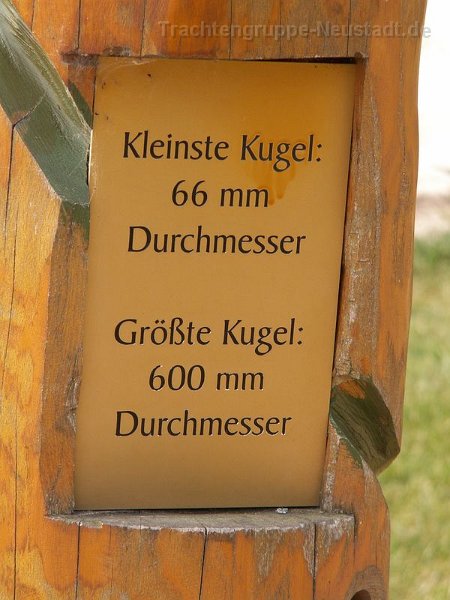 Trachtengruppe-Neustadt.de
Kleinste Kugel:
66 mm
Durchmesser
Größte Kugel:
600 mm
Durchmesser